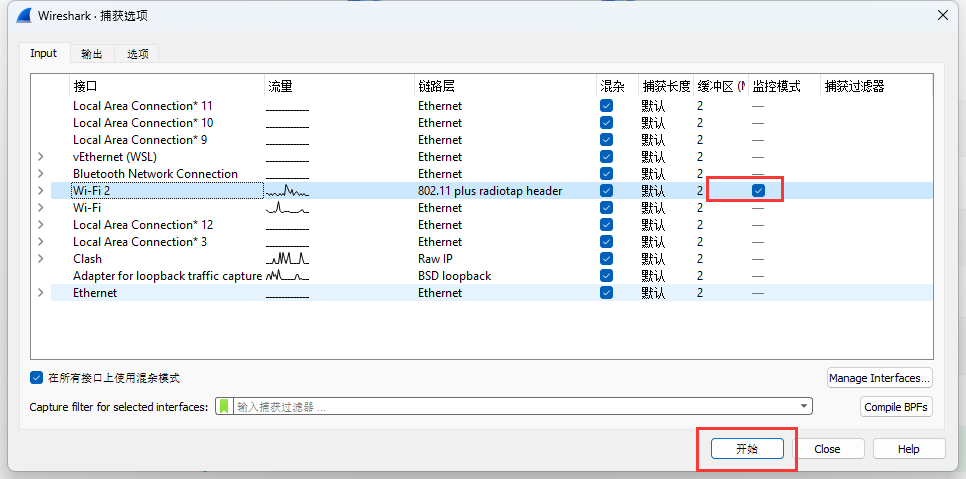 Wireshark · 捕获选项
Input 输出 选项
接口 流量 链路层 混杂 捕获长度 缓冲区 (M 监控模式 捕获过滤器
Local Area Connection* 11 Ethernet 默认 2 —
Local Area Connection* 10 Ethernet 默认 2 —
Local Area Connection* 9 Ethernet 默认 2 —
vEthernet (WSL) Ethernet 默认 2 —
Bluetooth Network Connection Ethernet 默认 2 —
Wi-Fi 2 802.11 plus radiotap header 默认 2
Wi-Fi Ethernet 默认 2 —
Local Area Connection* 12 Ethernet 默认 2 —
Local Area Connection* 3 Ethernet 默认 2 —
Clash Raw IP 默认 2 —
Adapter for loopback traffic capture BSD loopback 默认 2 —
Ethernet Ethernet 默认 2 —
在所有接口上使用混杂模式 Manage Interfaces...
Capture filter for selected interfaces: 输入捕获过滤器 ... Compile BPFs
开始 Close Help